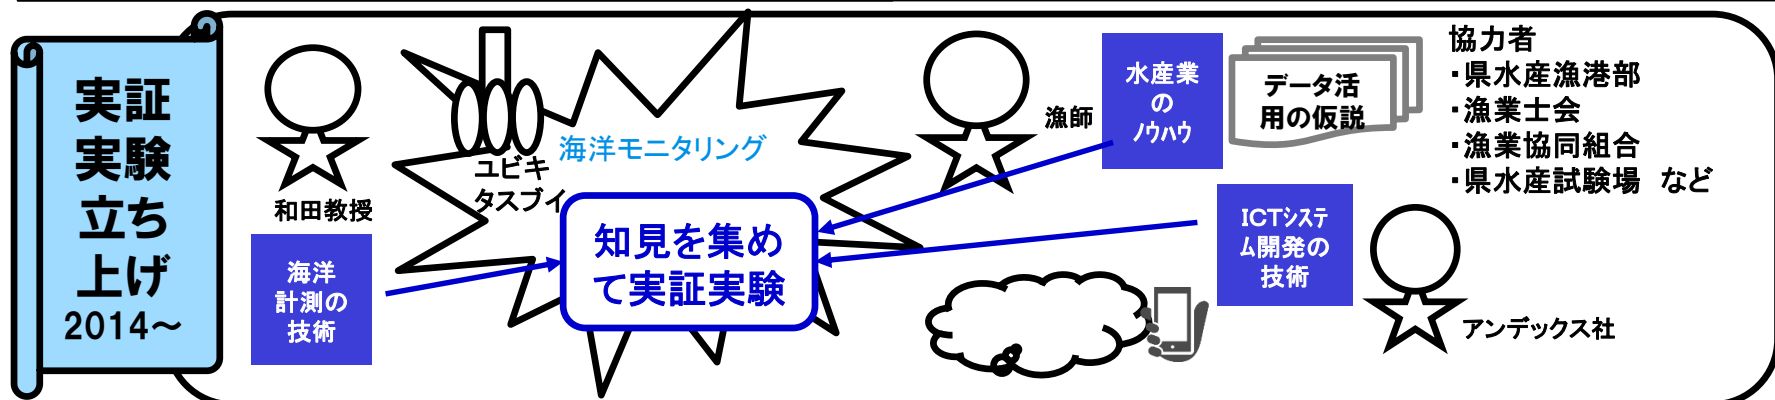 実証
実験
立ち
上げ
2014～
和田教授
海洋
計測の
技術
ユビキ
タスブイ
海洋モニタリング
知見を集め
て実証実験
漁師
水産業
の
ﾉｳﾊｳ
データ活
用の仮説
ICTｼｽﾃ
ﾑ開発の
技術
アンデックス社
協力者
・県水産漁港部
・漁業士会
・漁業協同組合
・県水産試験場 など